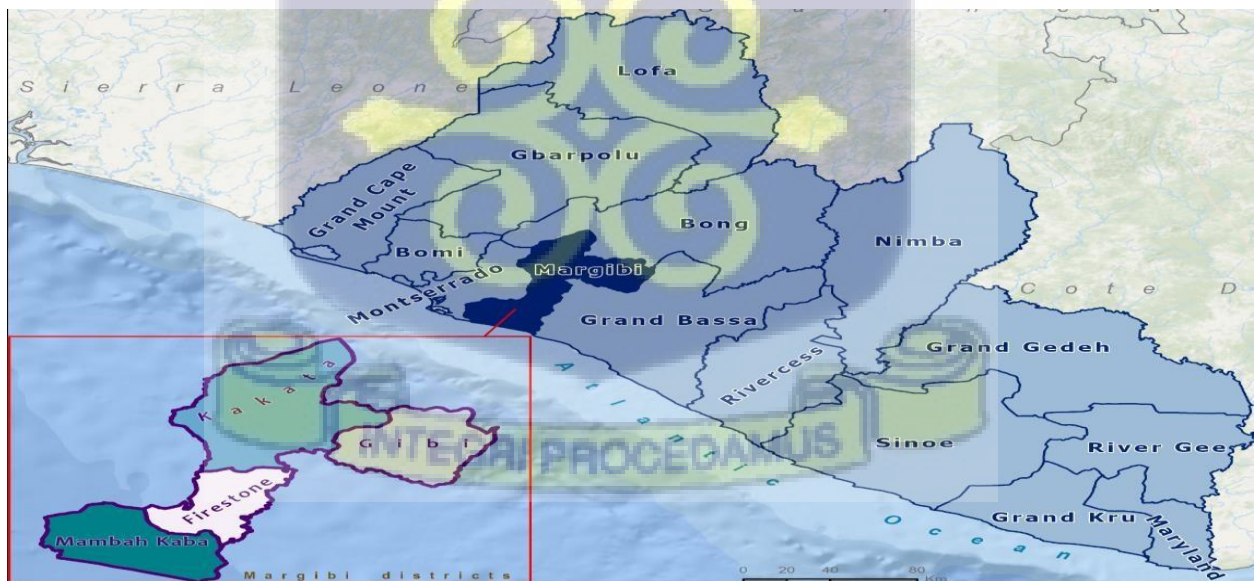 Sierra Leone
Lofa
Gbarpolu
Grand Cape
Mount
Bomi
Bong
Nimba
Margibi
Montserrado
Grand Bassa
Cote D
Grand Gedeh
Rivercess
Sinoe
River Gee
Grand Kru
Maryland
Atlantic
Ocean
Kakata
Gibi
Firestone
Mambah Kaba
Margibi districts
INTEGRI PROCEDAMUS
0 20 40 80
Km